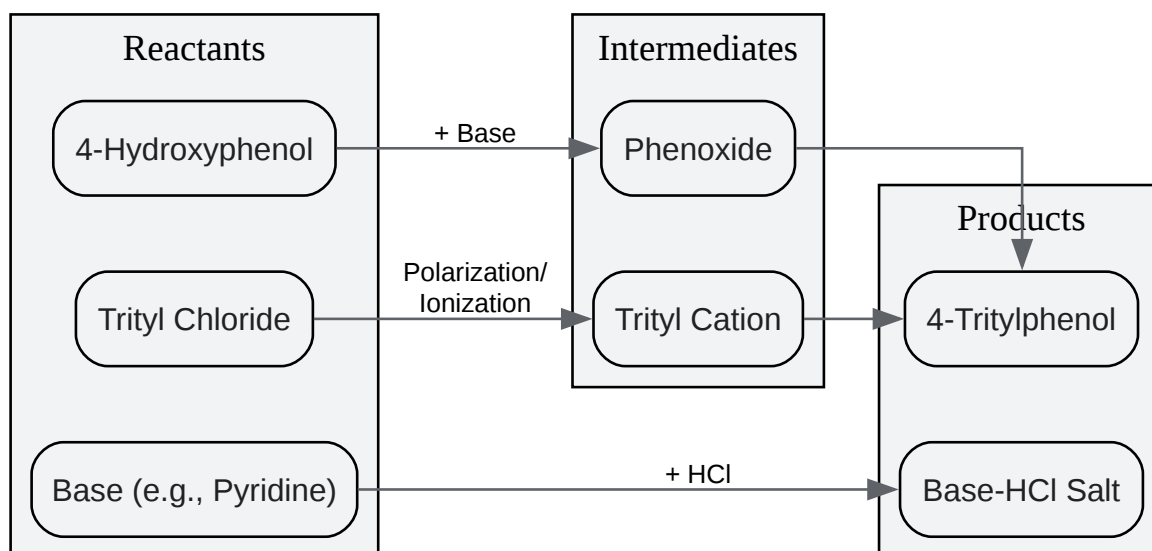 Reactants
Intermediates
4-Hydroxyphenol
+ Base
Phenoxide
Products
Trityl Chloride
Polarization/
Ionization
Trityl Cation
4-Tritylphenol
Base (e.g., Pyridine)
+ HCl
Base-HCl Salt